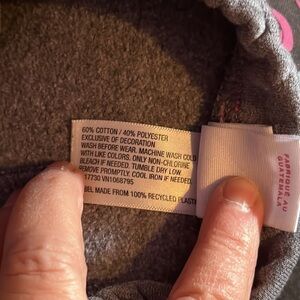 60% COTTON / 40% POLYESTER
EXCLUSIVE OF DECORATION
WASH BEFORE WEAR. MACHINE WASH COLD
WITH LIKE COLORS. ONLY NON-CHLORINE
BLEACH IF NEEDED. TUMBLE DRY LOW.
REMOVE PROMPTLY. COOL IRON IF NEEDED.
17730 VN1068795
BEL MADE FROM 100% RECYCLED PLASTI
FABRIQUÉ AU
GUATEMALA